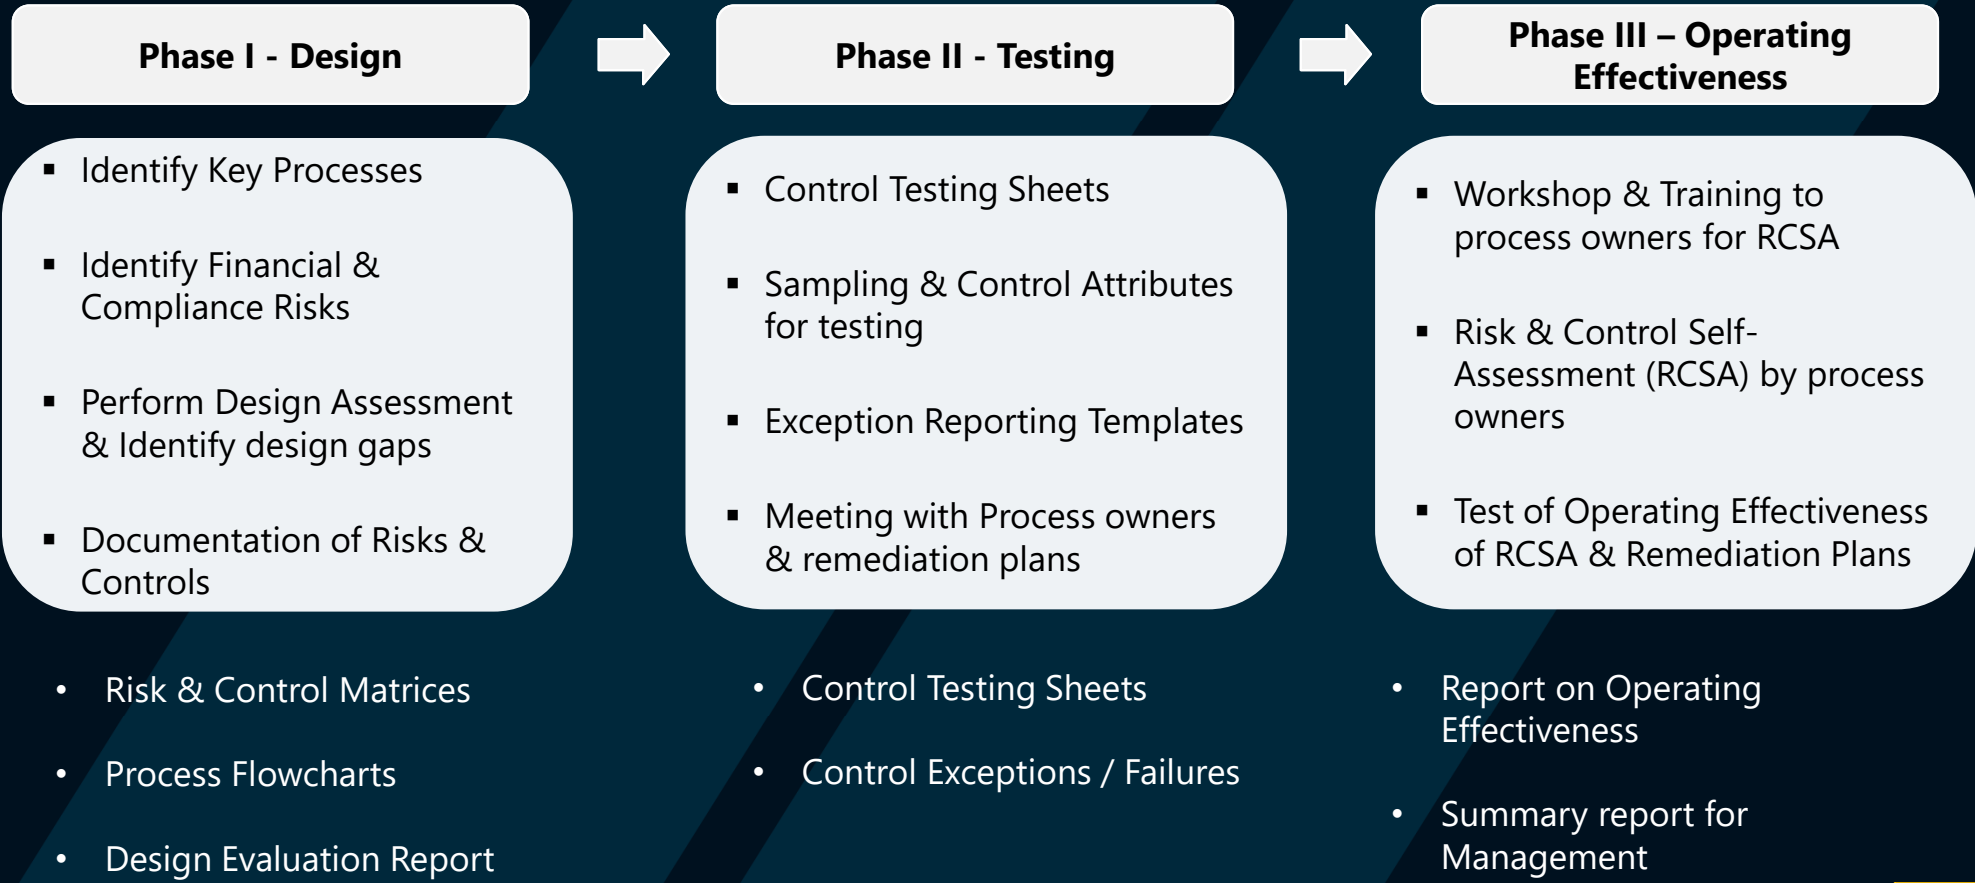 Phase I - Design
▪ Identify Key Processes
▪ Identify Financial &
Compliance Risks
▪ Perform Design Assessment
& Identify design gaps
▪ Documentation of Risks &
Controls
• Risk & Control Matrices
• Process Flowcharts
• Design Evaluation Report
Phase II - Testing
▪ Control Testing Sheets
▪ Sampling & Control Attributes
for testing
▪ Exception Reporting Templates
▪ Meeting with Process owners
& remediation plans
• Control Testing Sheets
• Control Exceptions / Failures
Phase III – Operating
Effectiveness
▪ Workshop & Training to
process owners for RCSA
▪ Risk & Control Self-
Assessment (RCSA) by process
owners
▪ Test of Operating Effectiveness
of RCSA & Remediation Plans
• Report on Operating
Effectiveness
• Summary report for
Management